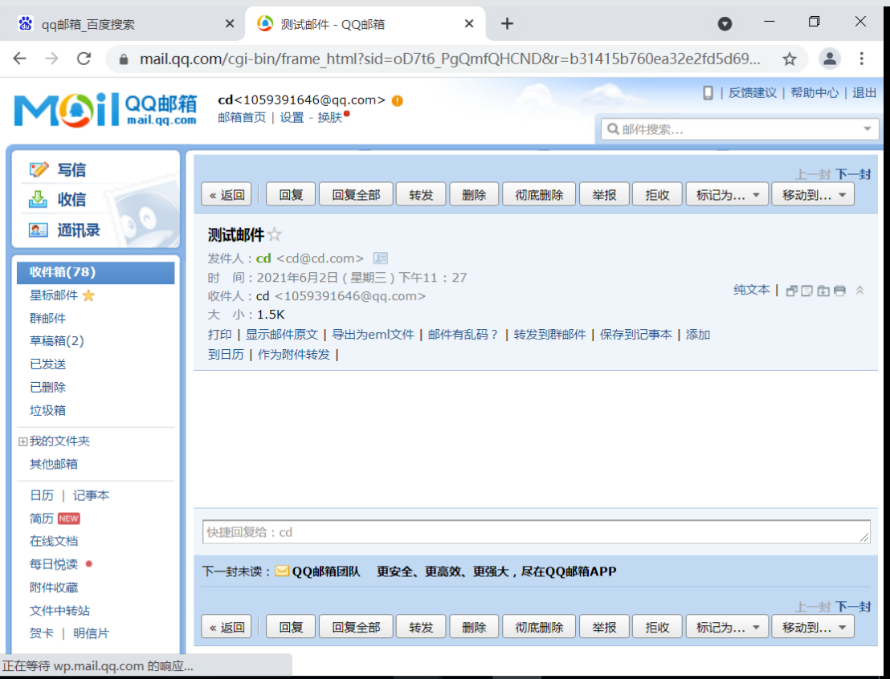 qq邮箱_百度搜索
测试邮件 - QQ邮箱
mail.qq.com/cgi-bin/frame_html?sid=oD7t6_PgQmfQHCND&r=b31415b760ea32e2fd5d69...
Mail QQ邮箱
mail.qq.com
cd<1059391646@qq.com>
邮箱首页 | 设置 - 换肤
| 反馈建议 | 帮助中心 | 退出
邮件搜索...
写信
收信
通讯录
收件箱(78)
星标邮件
群邮件
草稿箱(2)
已发送
已删除
垃圾箱
我的文件夹
其他邮箱
日历 | 记事本
简历 NEW
在线文档
每日悦读
附件收藏
文件中转站
贺卡 | 明信片
上一封 下一封
« 返回 回复 回复全部 转发 删除 彻底删除 举报 拒收 标记为... 移动到...
测试邮件
发件人：cd <cd@cd.com>
时 间：2021年6月2日 ( 星期三 ) 下午11：27
收件人：cd <1059391646@qq.com>
纯文本 |
大 小：1.5K
打印 | 显示邮件原文 | 导出为eml文件 | 邮件有乱码？ | 转发到群邮件 | 保存到记事本 | 添加
到日历 | 作为附件转发 |
快捷回复给：cd
下一封未读：QQ邮箱团队 更安全、更高效、更强大，尽在QQ邮箱APP
上一封 下一封
« 返回 回复 回复全部 转发 删除 彻底删除 举报 拒收 标记为... 移动到...
正在等待 wp.mail.qq.com 的响应...